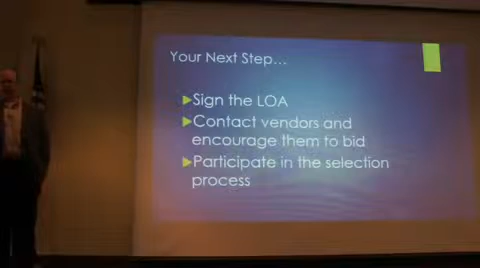 Your Next Step...
Sign the LOA
Contact vendors and
encourage them to bid
Participate in the selection
process